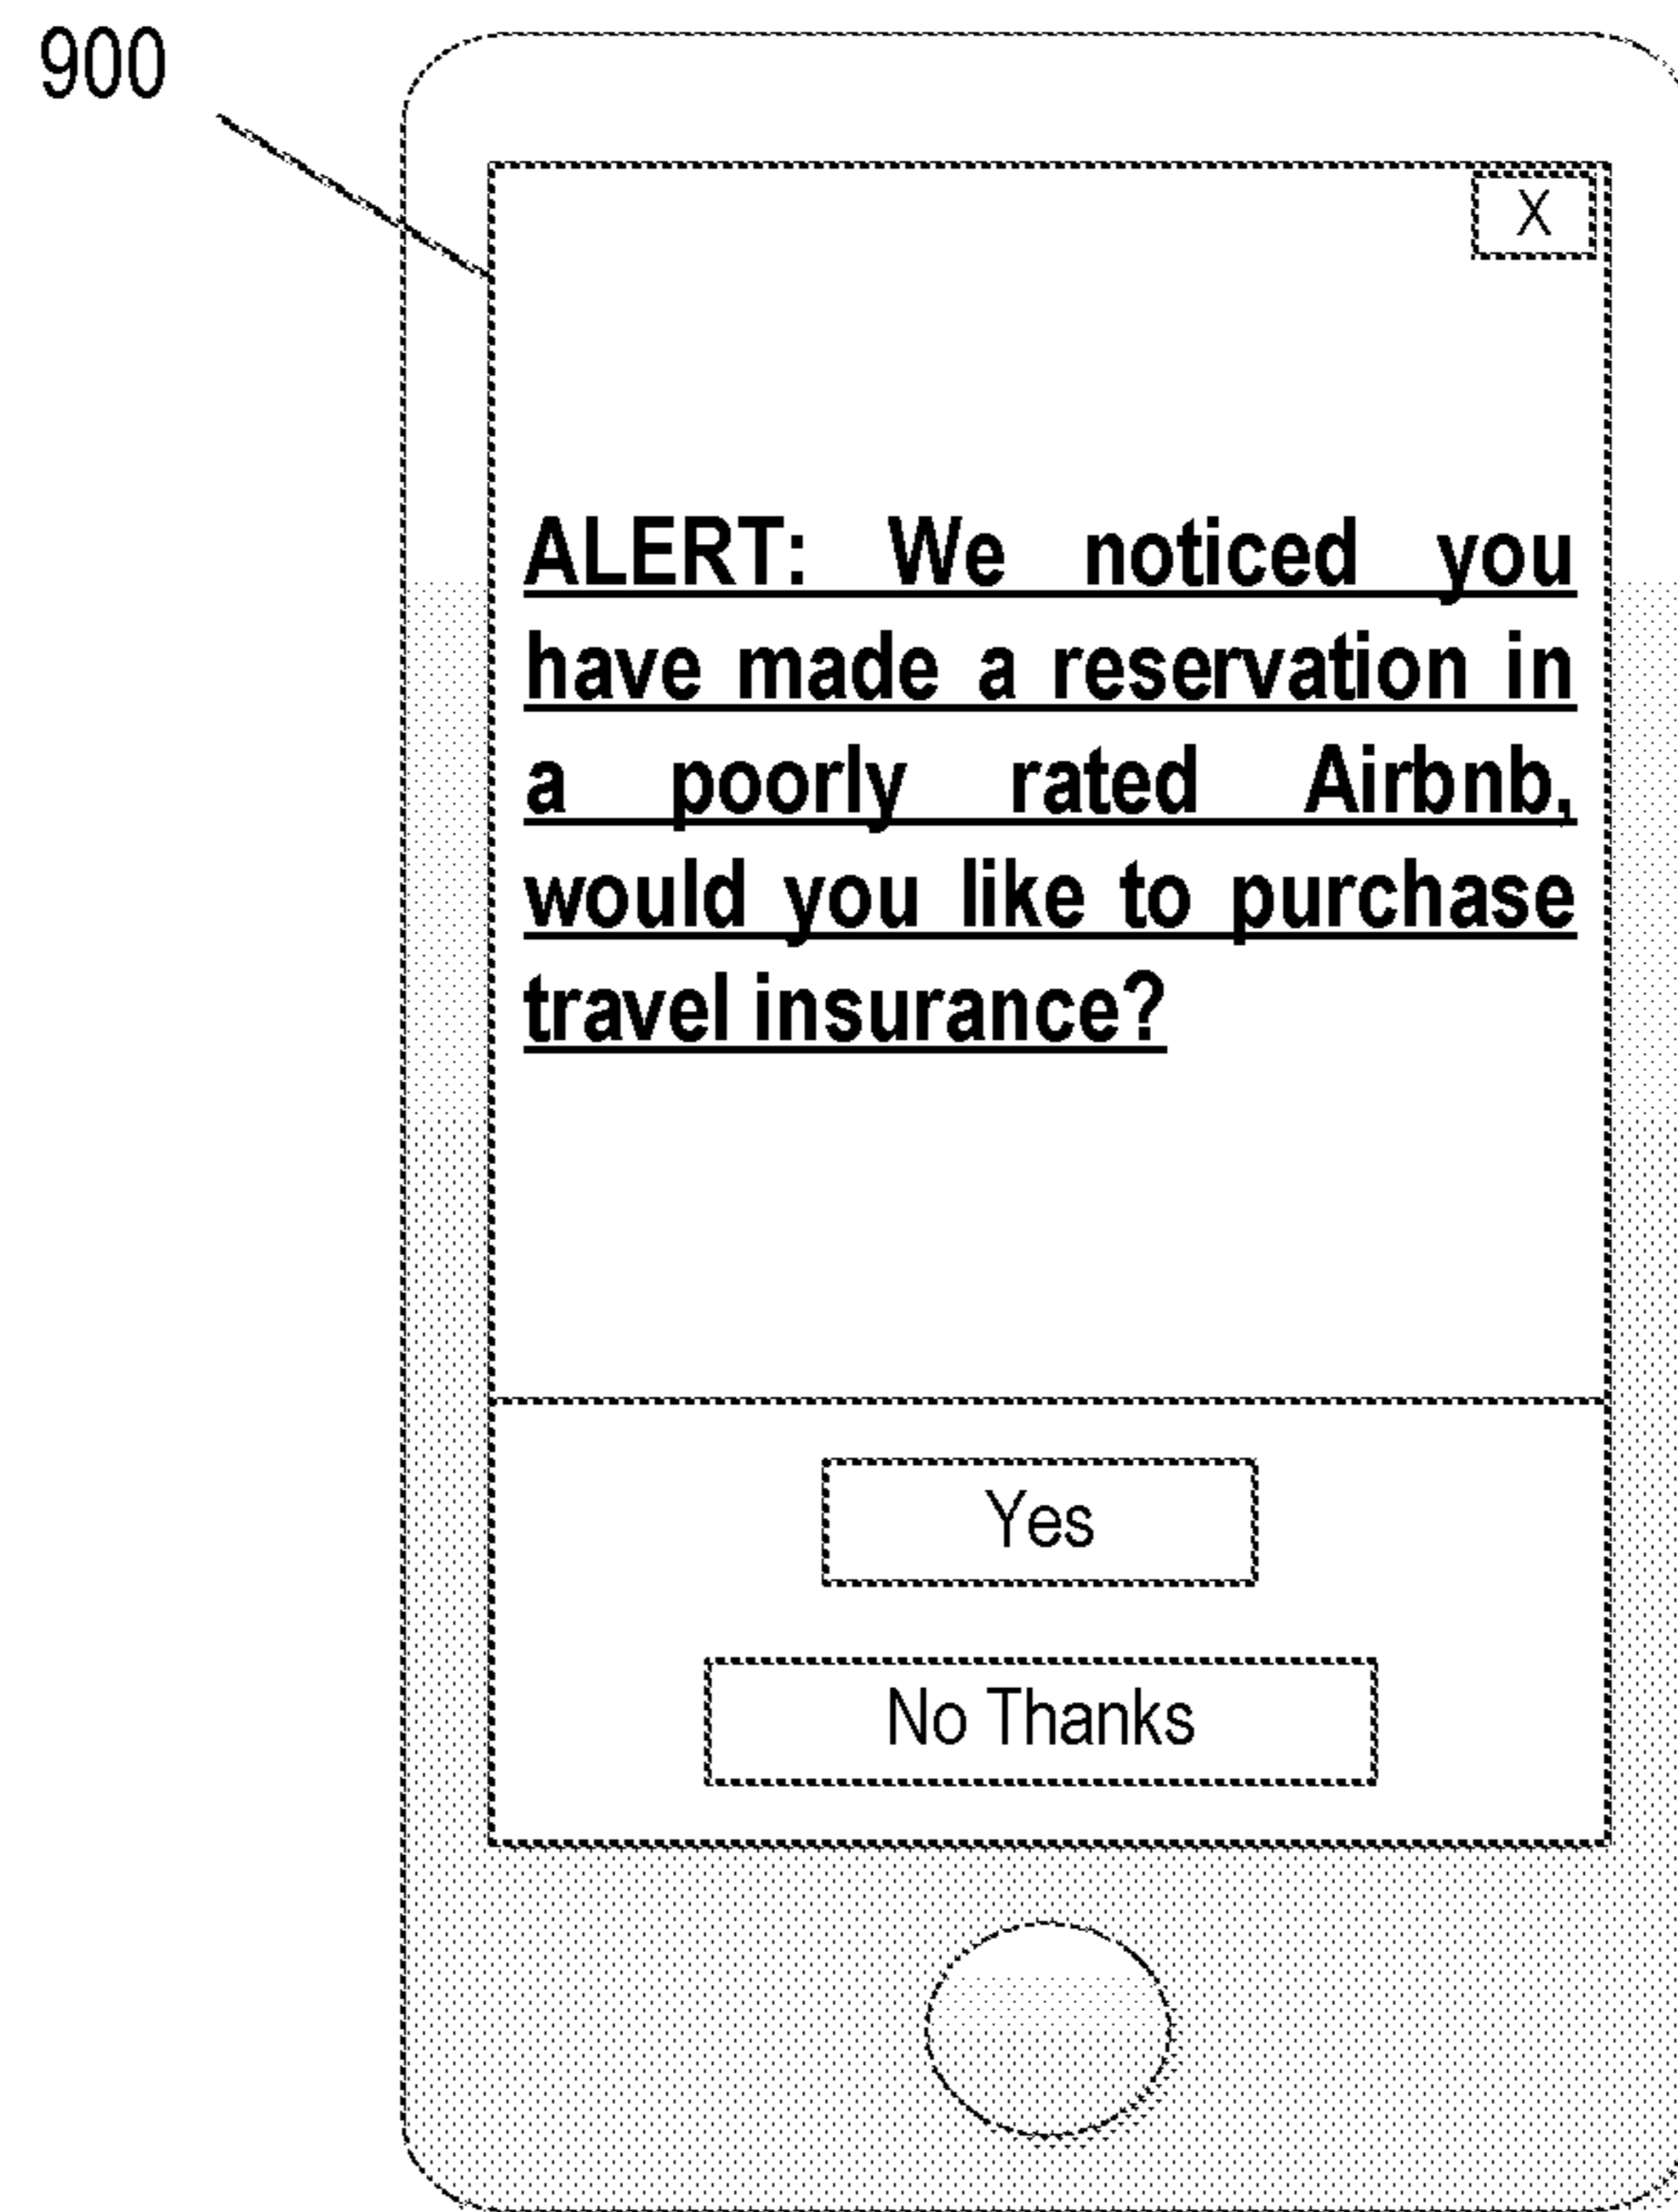 900
X
ALERT: We noticed you
have made a reservation in
a poorly rated Airbnb,
would you like to purchase
travel insurance?
Yes
No Thanks